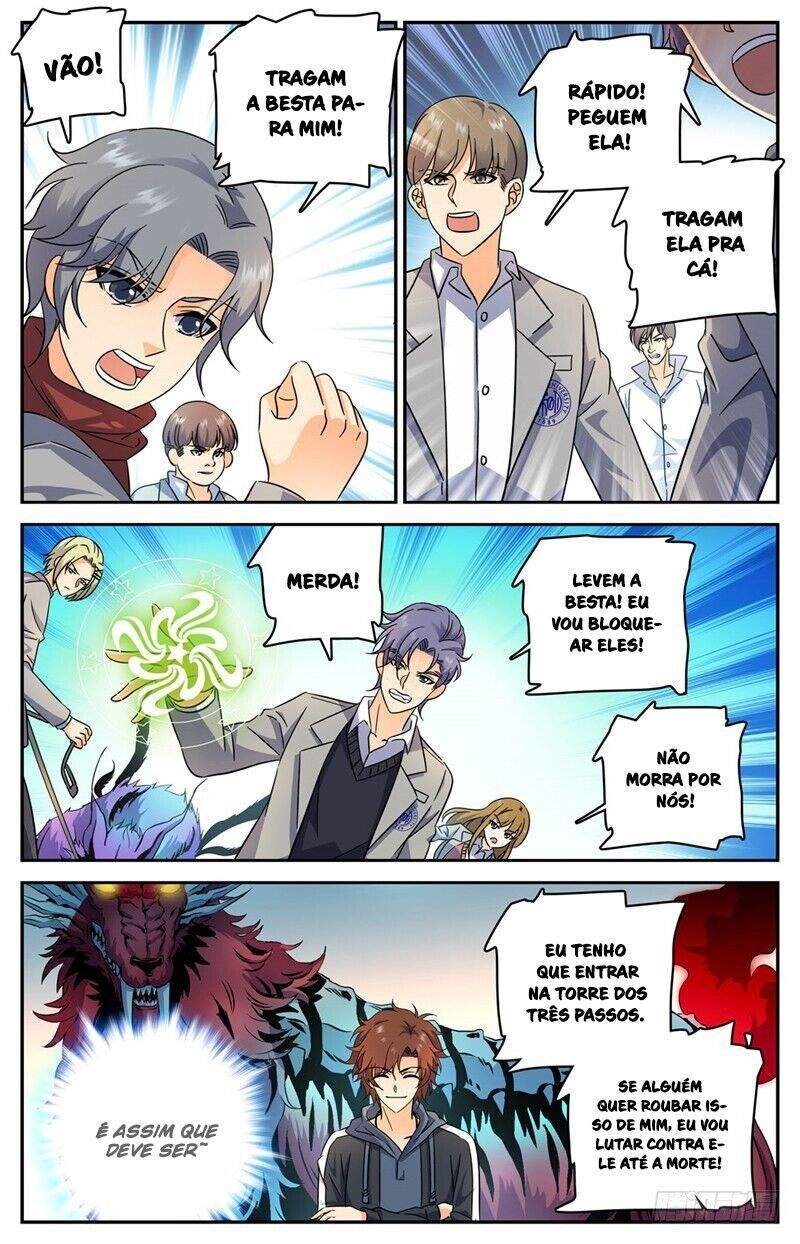 VÃO!
TRAGAM
A BESTA PA-
RA MIM!
RÁPIDO!
PEGUEM
ELA!
TRAGAM
ELA PRA
CÁ!
MERDA!
LEVEM A
BESTA! EU
VOU BLOQUE-
AR ELES!
NÃO
MORRA POR
NÓS!
EU TENHO
QUE ENTRAR
NA TORRE DOS
TRÊS PASSOS.
SE ALGUÉM
QUER ROUBAR IS-
SO DE MIM, EU VOU
LUTAR CONTRA E-
LE ATÉ A MORTE!
É ASSIM QUE
DEVE SER~